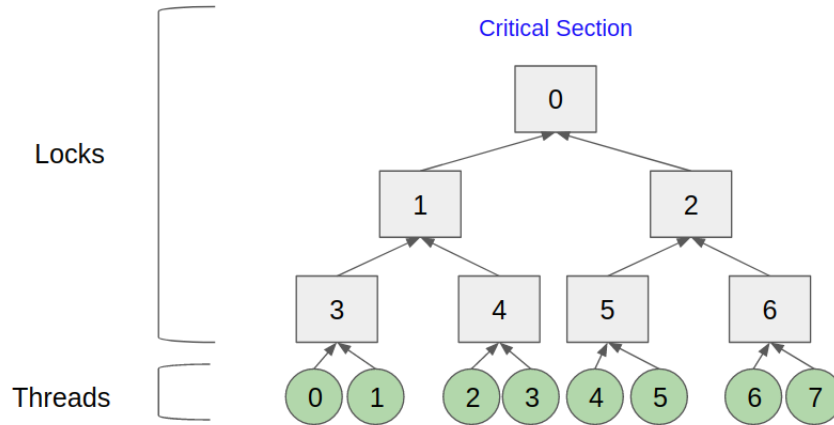 Critical Section
0
Locks
1 2
3 4 5 6
Threads
0 1 2 3 4 5 6 7